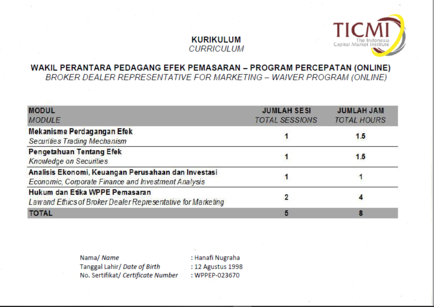 TICMI
The Indonesia
Capital Market Institute
KURIKULUM
CURRICULUM
WAKIL PERANTARA PEDAGANG EFEK PEMASARAN – PROGRAM PERCEPATAN (ONLINE)
BROKER DEALER REPRESENTATIVE FOR MARKETING – WAIVER PROGRAM (ONLINE)
MODUL JUMLAH SESI JUMLAH JAM
MODULE TOTAL SESSIONS TOTAL HOURS
Mekanisme Perdagangan Efek 1 1.5
Securities Trading Mechanism
Pengetahuan Tentang Efek 1 1.5
Knowledge on Securities
Analisis Ekonomi, Keuangan Perusahaan dan Investasi 1 1
Economic, Corporate Finance and Investment Analysis
Hukum dan Etika WPPE Pemasaran 2 4
Law and Ethics of Broker Dealer Representative for Marketing
TOTAL 5 8
Nama/ Name : Hanafi Nugraha
Tanggal Lahir/ Date of Birth : 12 Agustus 1998
No. Sertifikat/ Certificate Number : WPPEP-023670